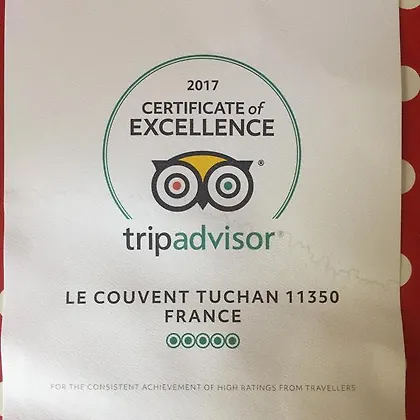 2017
CERTIFICATE of
EXCELLENCE
tripadvisor®
LE COUVENT TUCHAN 11350
FRANCE
FOR THE CONSISTENT ACHIEVEMENT OF HIGH RATINGS FROM TRAVELLERS